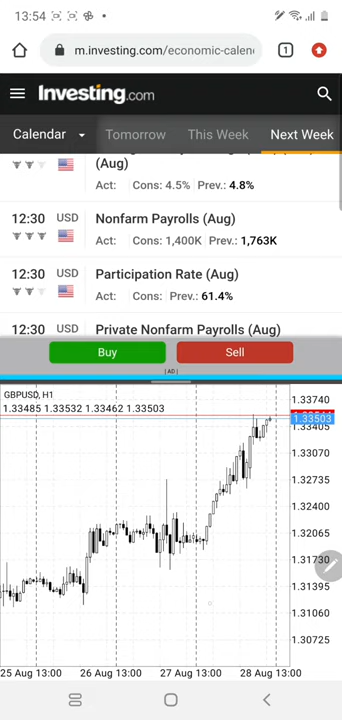 13:54
m.investing.com/economic-calen
1
Investing.com
Calendar
Tomorrow
This Week
Next Week
(Aug)
Act: Cons: 4.5% Prev.: 4.8%
12:30 USD Nonfarm Payrolls (Aug)
Act: Cons: 1,400K Prev.: 1,763K
12:30 USD Participation Rate (Aug)
Act: Cons: Prev.: 61.4%
12:30 USD Private Nonfarm Payrolls (Aug)
Buy
Sell
| AD |
GBPUSD, H1
1.33485 1.33532 1.33462 1.33503
1.33740
1.33503
1.33405
1.33070
1.32735
1.32400
1.32065
1.31730
1.31395
1.31060
1.30725
25 Aug 13:00 26 Aug 13:00 27 Aug 13:00 28 Aug 13:00